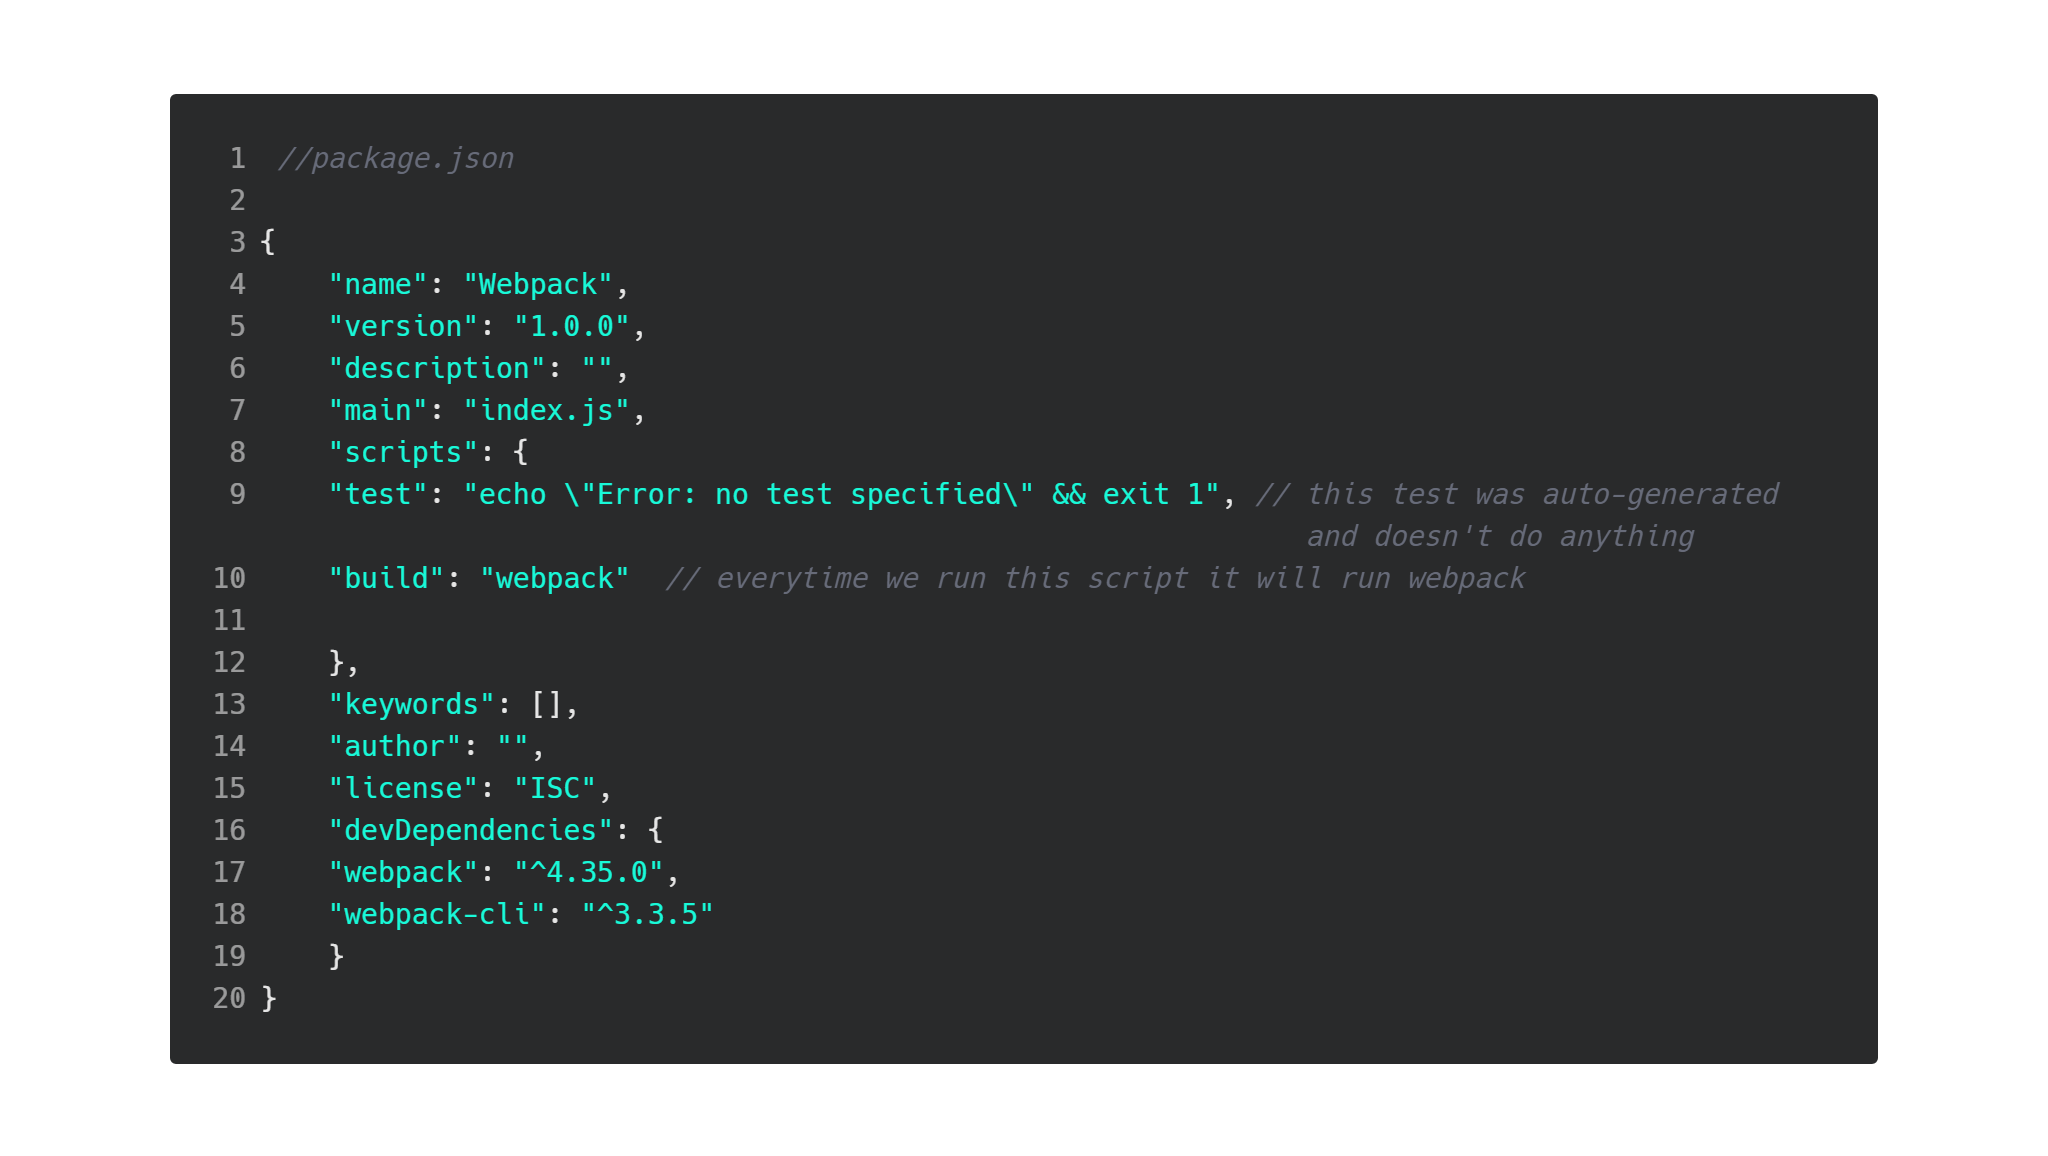 1 //package.json
2
3 {
4 "name": "Webpack",
5 "version": "1.0.0",
6 "description": "",
7 "main": "index.js",
8 "scripts": {
9 "test": "echo \"Error: no test specified\" && exit 1", // this test was auto-generated
and doesn't do anything
10 "build": "webpack" // everytime we run this script it will run webpack
11
12 },
13 "keywords": [],
14 "author": "",
15 "license": "ISC",
16 "devDependencies": {
17 "webpack": "^4.35.0",
18 "webpack-cli": "^3.3.5"
19 }
20 }